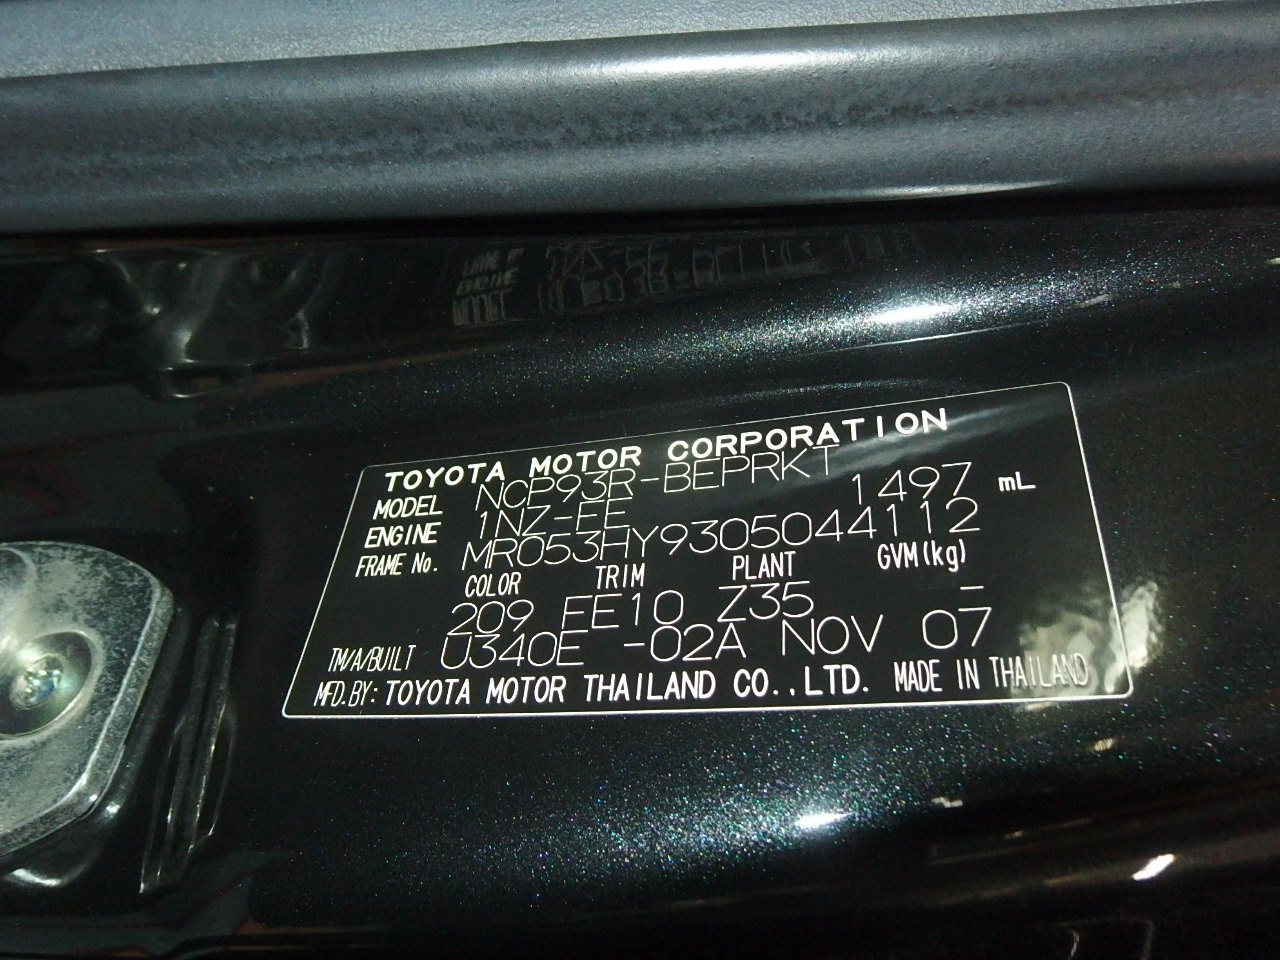 TOYOTA MOTOR CORPORATION
MODEL NCP93R-BEPRKT
ENGINE 1NZ-FE 1497 mL
FRAME No. MR053HY9305044112
COLOR TRIM PLANT GVM(kg)
209 FE10 Z35 -
TM/A/BUILT U340E -02A NOV 07
MFD.BY: TOYOTA MOTOR THAILAND CO.,LTD. MADE IN THAILAND